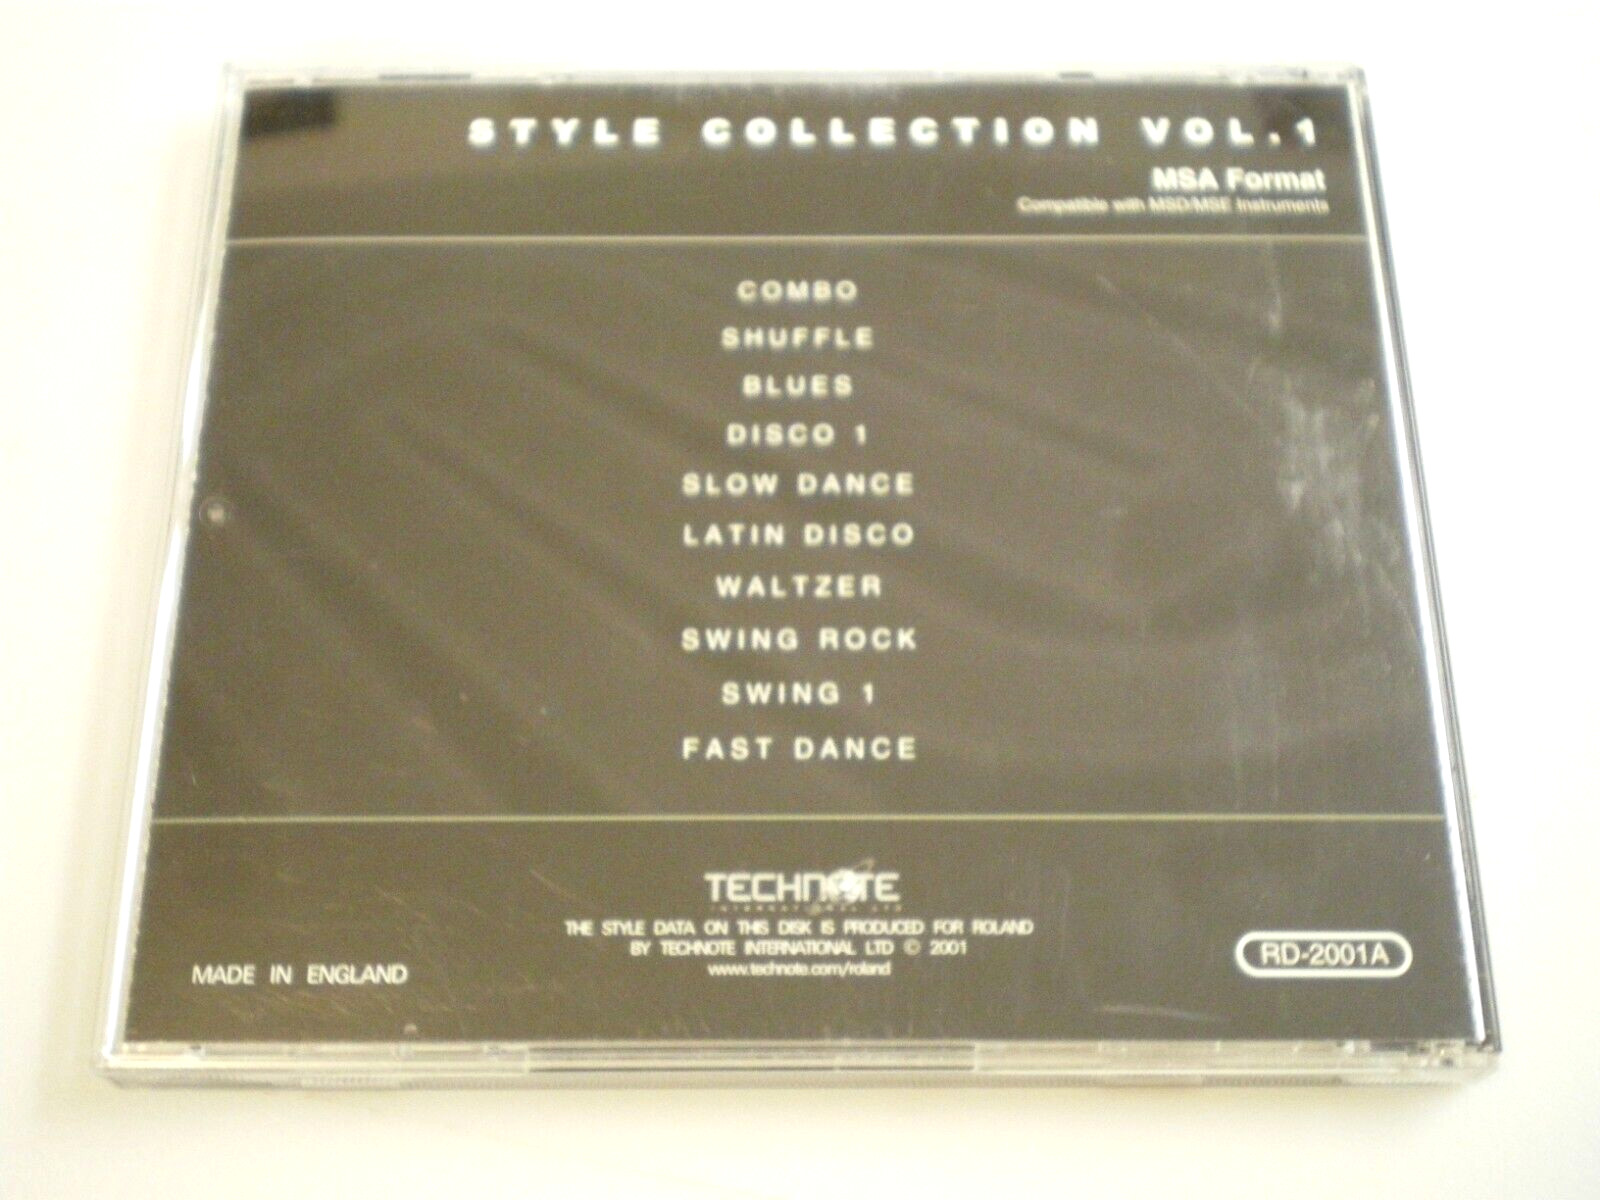 STYLE COLLECTION VOL.1
MSA Format
Compatible with MSD/MSE Instruments
COMBO
SHUFFLE
BLUES
DISCO 1
SLOW DANCE
LATIN DISCO
WALTZER
SWING ROCK
SWING 1
FAST DANCE
TECHNOTE
INTERNATIONAL LTD
THE STYLE DATA ON THIS DISK IS PRODUCED FOR ROLAND
BY TECHNOTE INTERNATIONAL LTD © 2001
www.technote.com/roland
MADE IN ENGLAND
RD-2001A